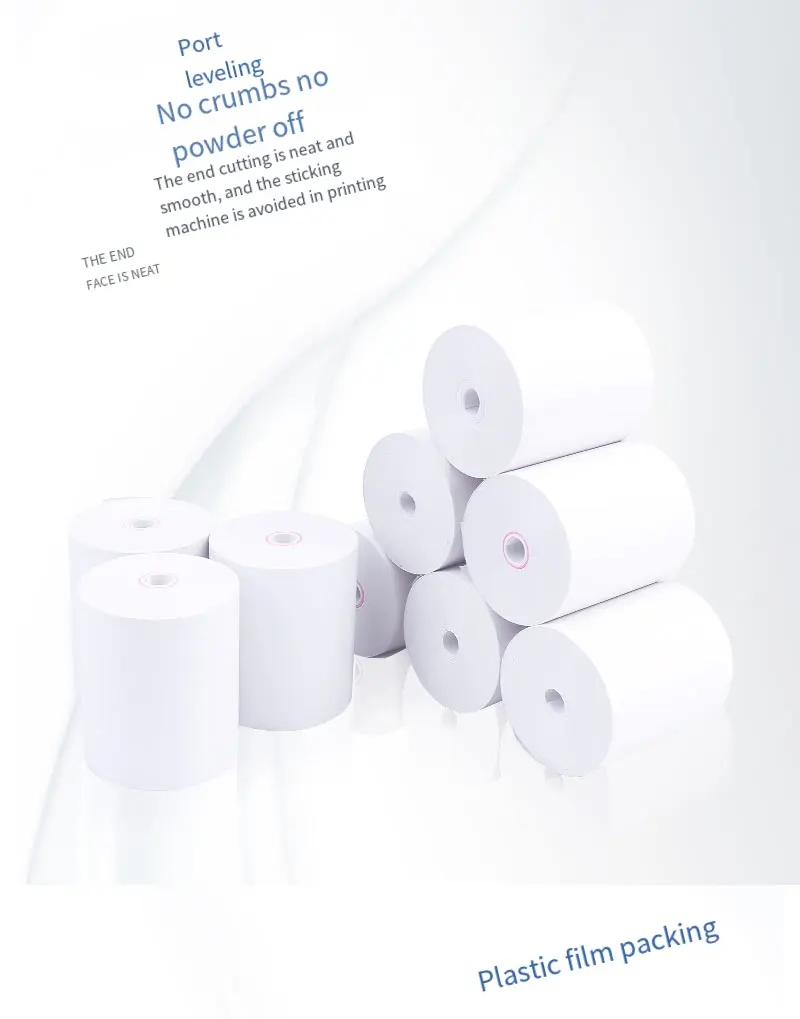 Port
leveling
No crumbs no
powder off
The end cutting is neat and
smooth, and the sticking
machine is avoided in printing
THE END
FACE IS NEAT
Plastic film packing